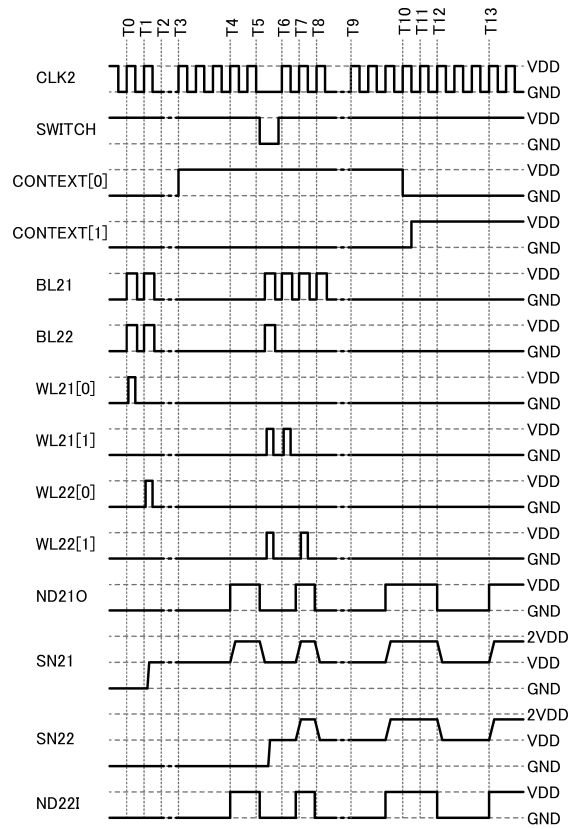 T0 T1 T2 T3 T4 T5 T6 T7 T8 T9 T10 T11 T12 T13
CLK2 VDD
GND
SWITCH VDD
GND
CONTEXT[0] VDD
GND
CONTEXT[1] VDD
GND
BL21 VDD
GND
BL22 VDD
GND
WL21[0] VDD
GND
WL21[1] VDD
GND
WL22[0] VDD
GND
WL22[1] VDD
GND
ND21O VDD
GND
SN21 2VDD
VDD
GND
SN22 2VDD
VDD
GND
ND22I VDD
GND